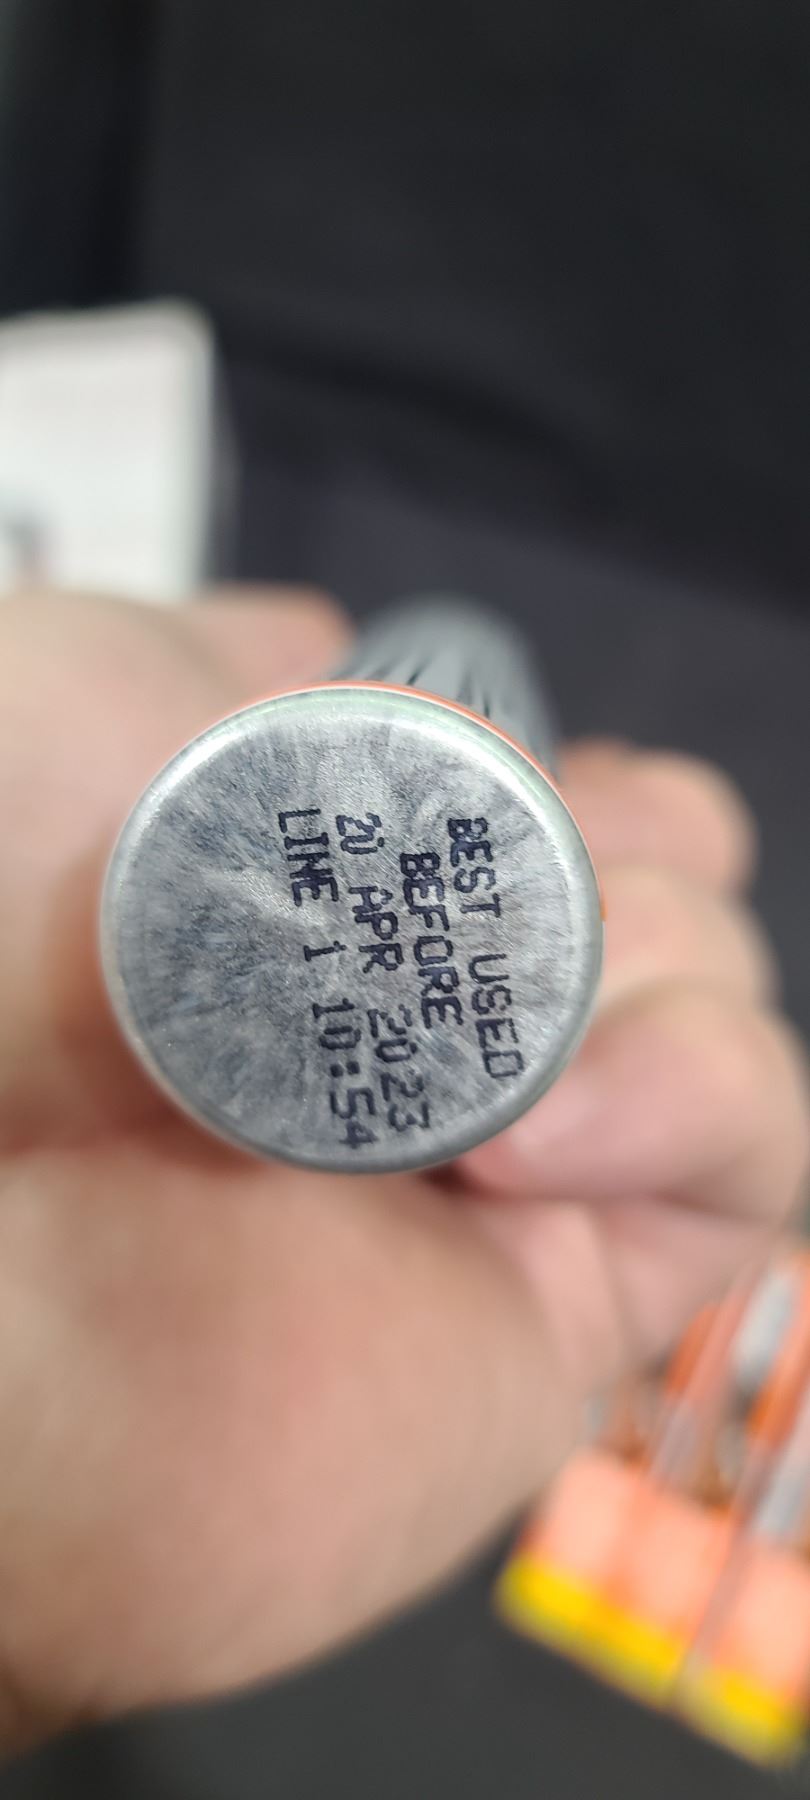 BEST USED
BEFORE
20 APR 2023
LINE 1 10:54